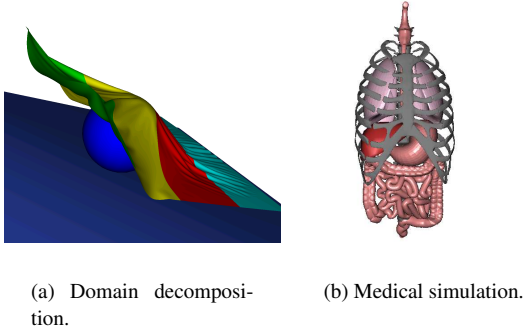 (a) Domain decomposi-
tion.
(b) Medical simulation.